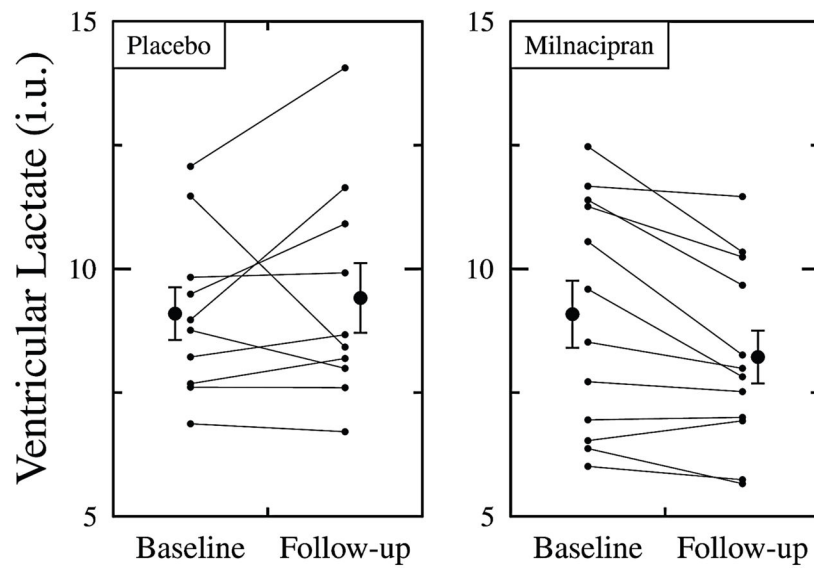 Ventricular Lactate (i.u.)
15
10
5
Placebo
Baseline Follow-up
15
10
5
Milnacipran
Baseline Follow-up